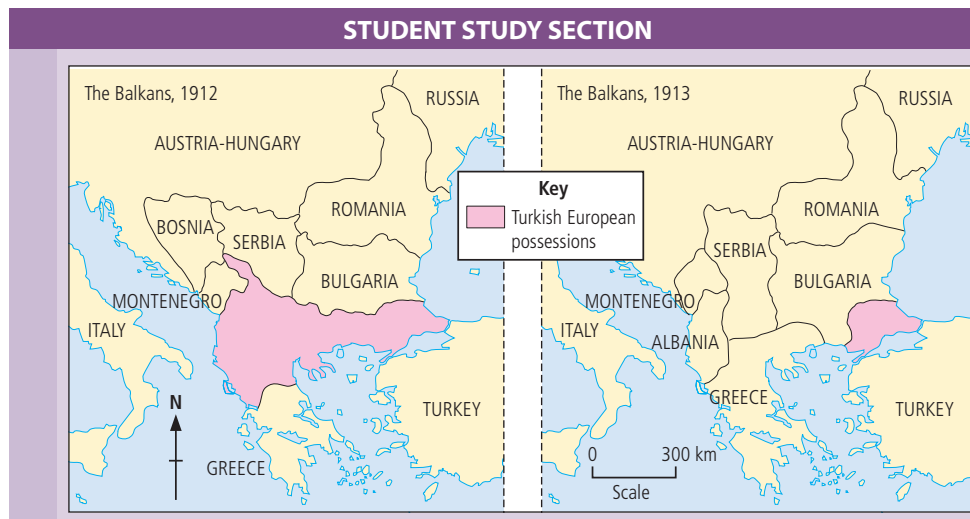 STUDENT STUDY SECTION
The Balkans, 1912
RUSSIA
AUSTRIA-HUNGARY
ROMANIA
BOSNIA
SERBIA
BULGARIA
MONTENEGRO
ITALY
TURKEY
N
GREECE
Key
Turkish European
possessions
The Balkans, 1913
RUSSIA
AUSTRIA-HUNGARY
ROMANIA
SERBIA
BULGARIA
MONTENEGRO
ITALY
ALBANIA
GREECE
TURKEY
0 300 km
Scale